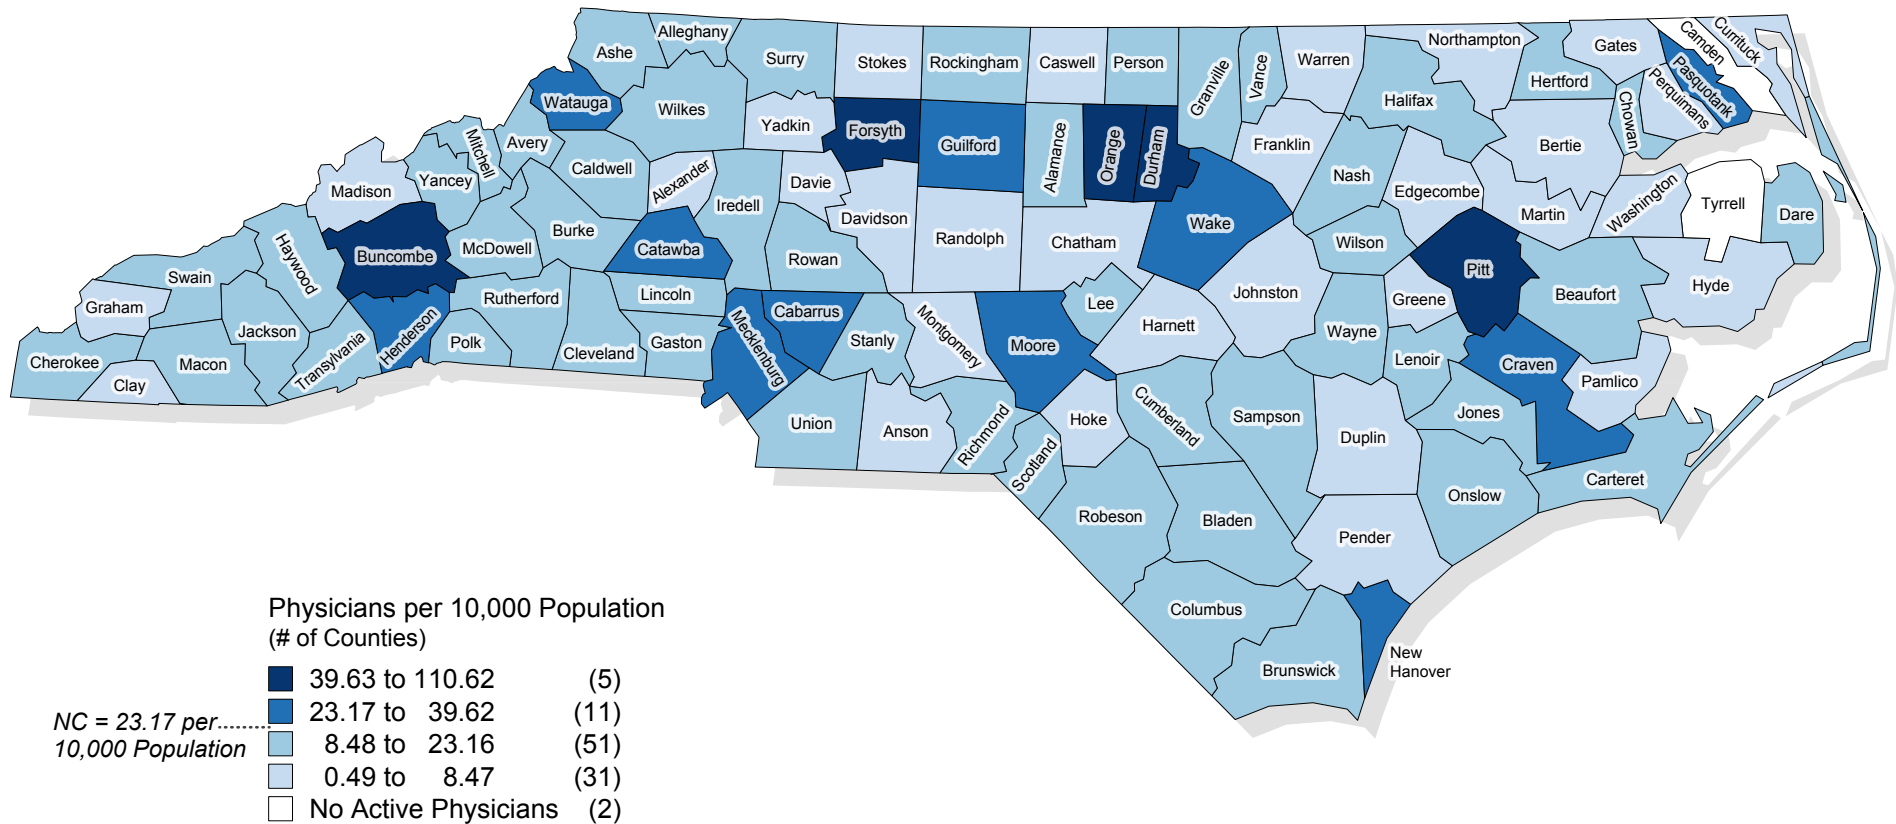 Ashe
Alleghany
Surry
Stokes
Rockingham
Caswell
Person
Granville
Vance
Warren
Northampton
Gates
Camden
Currituck
Hertford
Halifax
Pasquotank
Perquimans
Chowan
Watauga
Wilkes
Yadkin
Forsyth
Guilford
Alamance
Orange
Durham
Franklin
Bertie
Mitchell
Avery
Caldwell
Alexander
Davie
Nash
Edgecombe
Martin
Washington
Tyrrell
Dare
Madison
Yancey
Iredell
Davidson
Randolph
Chatham
Wake
Wilson
Buncombe
McDowell
Burke
Catawba
Rowan
Pitt
Beaufort
Hyde
Swain
Haywood
Graham
Rutherford
Lincoln
Lee
Johnston
Greene
Cherokee
Clay
Macon
Jackson
Transylvania
Henderson
Polk
Cleveland
Gaston
Mecklenburg
Cabarrus
Stanly
Montgomery
Moore
Harnett
Wayne
Lenoir
Craven
Pamlico
Union
Anson
Richmond
Scotland
Hoke
Cumberland
Sampson
Duplin
Jones
Carteret
Onslow
Robeson
Bladen
Pender
Columbus
Brunswick
New
Hanover
Physicians per 10,000 Population
(# of Counties)
39.63 to 110.62 (5)
23.17 to 39.62 (11)
8.48 to 23.16 (51)
0.49 to 8.47 (31)
No Active Physicians (2)
NC = 23.17 per
10,000 Population